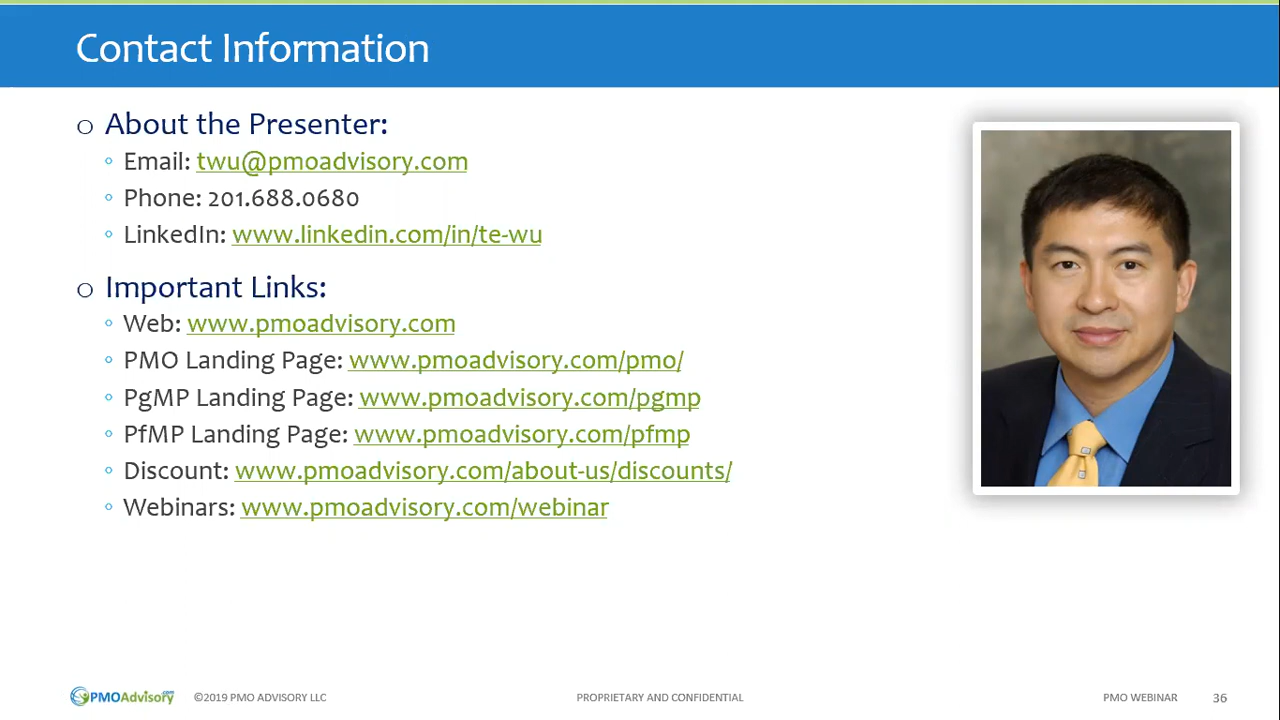 Contact Information
About the Presenter:
Email: twu@pmoadvisory.com
Phone: 201.688.0680
LinkedIn: www.linkedin.com/in/te-wu
Important Links:
Web: www.pmoadvisory.com
PMO Landing Page: www.pmoadvisory.com/pmo/
PgMP Landing Page: www.pmoadvisory.com/pgmp
PfMP Landing Page: www.pmoadvisory.com/pfmp
Discount: www.pmoadvisory.com/about-us/discounts/
Webinars: www.pmoadvisory.com/webinar
PMOAdvisory.com ©2019 PMO ADVISORY LLC PROPRIETARY AND CONFIDENTIAL PMO WEBINAR 36